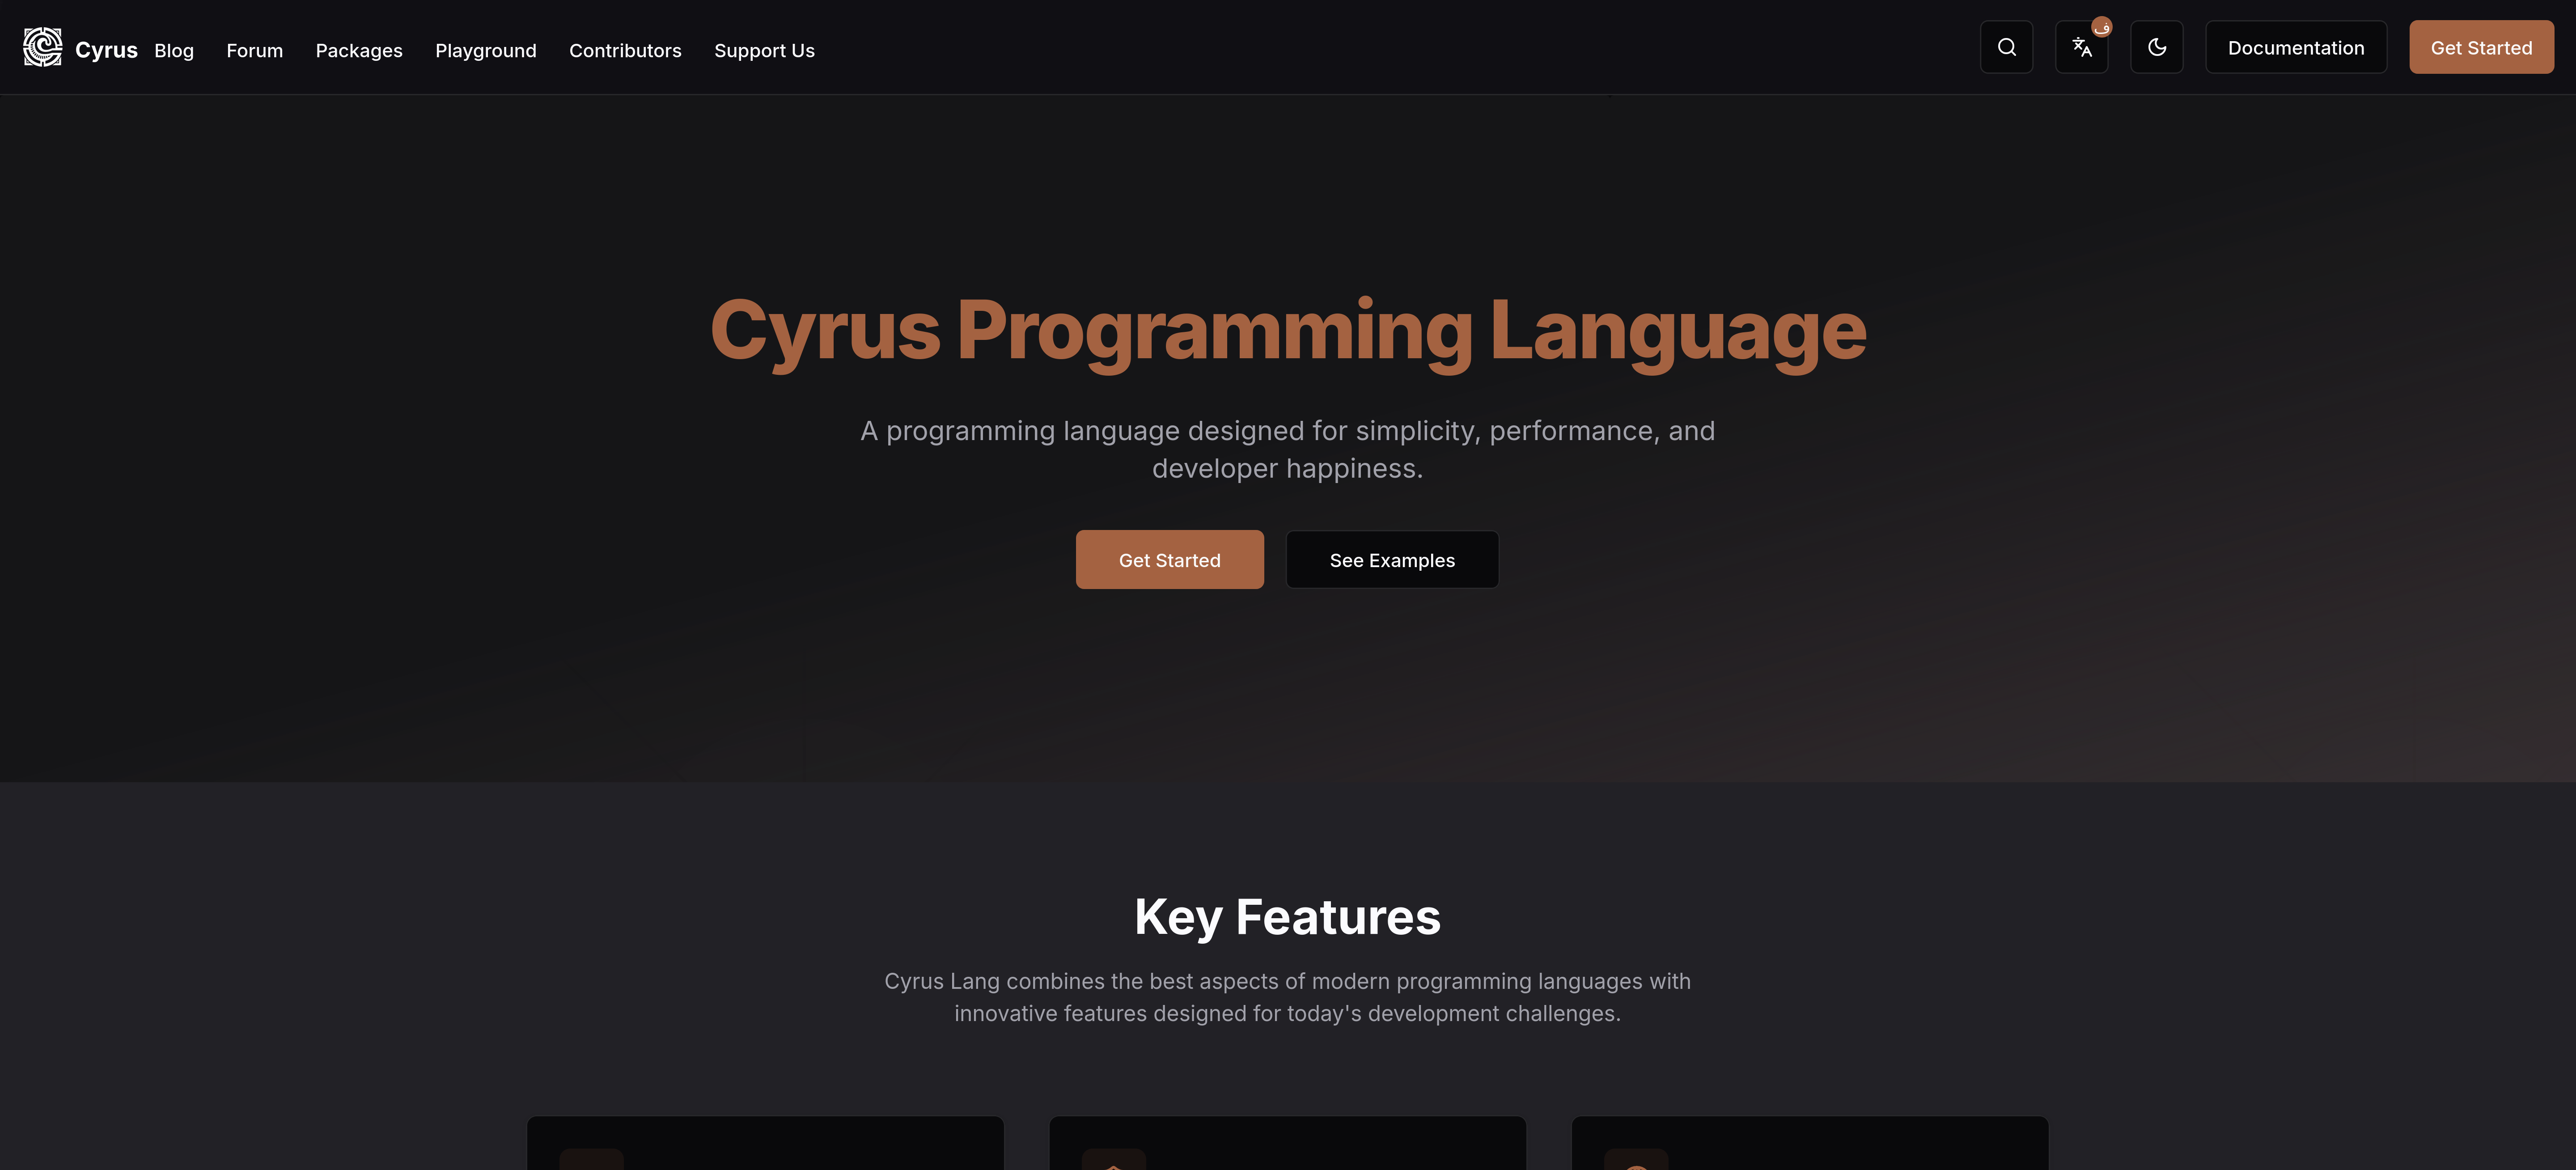 Cyrus Blog Forum Packages Playground Contributors Support Us ف Documentation Get Started
Cyrus Programming Language
A programming language designed for simplicity, performance, and
developer happiness.
Get Started See Examples
Key Features
Cyrus Lang combines the best aspects of modern programming languages with
innovative features designed for today's development challenges.